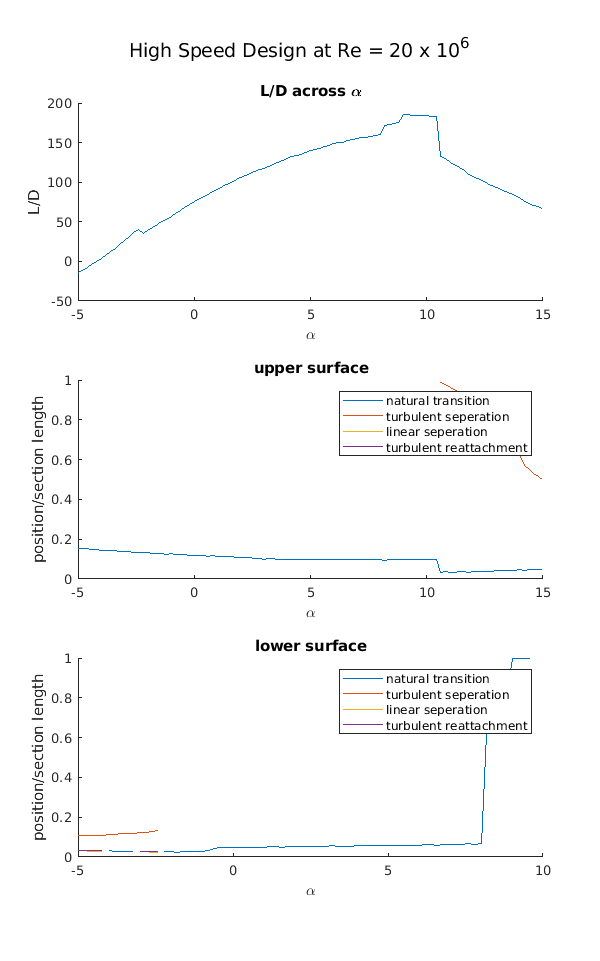 High Speed Design at Re = 20 x 10⁶
L/D across α
200
150
100
50
0
-50
L/D
-5 0 5 10 15
α
upper surface
1
0.8
0.6
0.4
0.2
0
position/section length
natural transition
turbulent seperation
linear seperation
turbulent reattachment
-5 0 5 10 15
α
lower surface
1
0.8
0.6
0.4
0.2
0
position/section length
natural transition
turbulent seperation
linear seperation
turbulent reattachment
-5 0 5 10
α